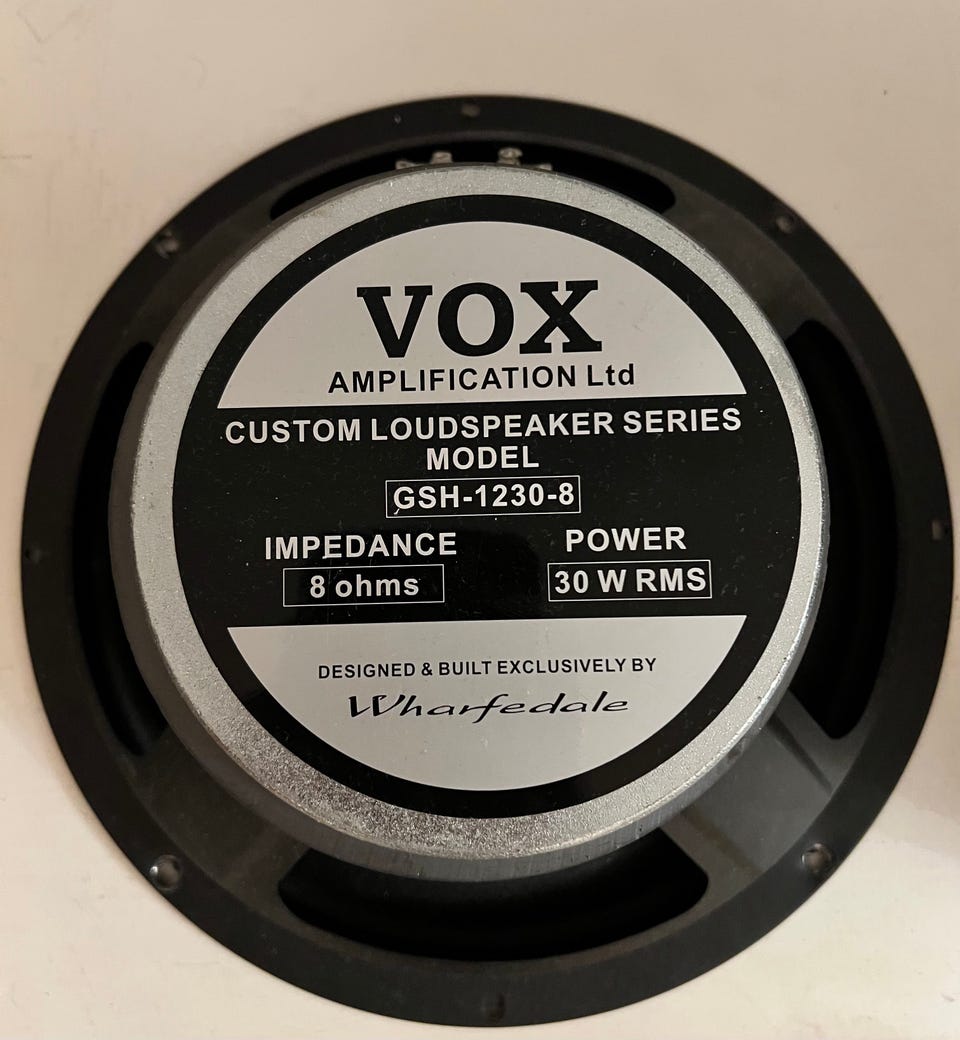 VOX
AMPLIFICATION Ltd
CUSTOM LOUDSPEAKER SERIES
MODEL
GSH-1230-8
IMPEDANCE POWER
8 ohms 30 W RMS
DESIGNED & BUILT EXCLUSIVELY BY
Wharfedale